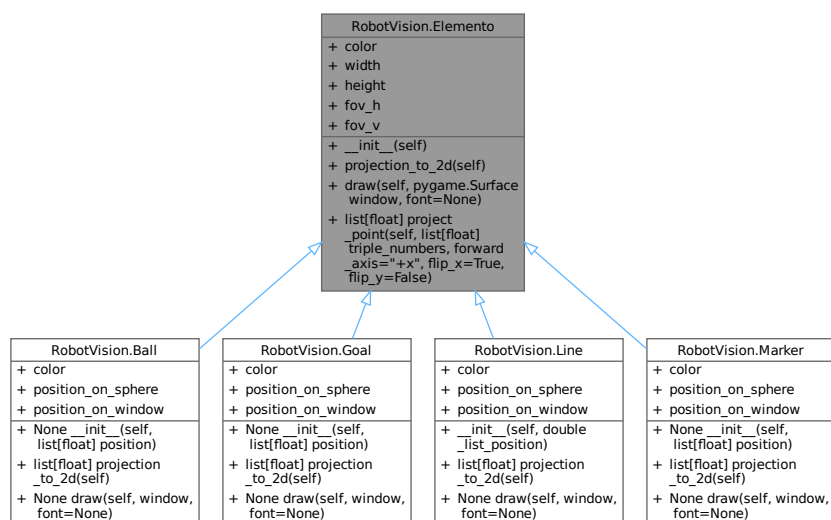 RobotVision.Elemento
+ color
+ width
+ height
+ fov_h
+ fov_v
+ __init__(self)
+ projection_to_2d(self)
+ draw(self, pygame.Surface
window, font=None)
+ list[float] project
_point(self, list[float]
triple_numbers, forward
_axis="+x", flip_x=True,
flip_y=False)
RobotVision.Ball
+ color
+ position_on_sphere
+ position_on_window
+ None __init__(self,
list[float] position)
+ list[float] projection
_to_2d(self)
+ None draw(self, window,
font=None)
RobotVision.Goal
+ color
+ position_on_sphere
+ position_on_window
+ None __init__(self,
list[float] position)
+ list[float] projection
_to_2d(self)
+ None draw(self, window,
font=None)
RobotVision.Line
+ color
+ position_on_sphere
+ position_on_window
+ __init__(self, double
_list_position)
+ list[float] projection
_to_2d(self)
+ None draw(self, window,
font=None)
RobotVision.Marker
+ color
+ position_on_sphere
+ position_on_window
+ None __init__(self,
list[float] position)
+ list[float] projection
_to_2d(self)
+ None draw(self, window,
font=None)